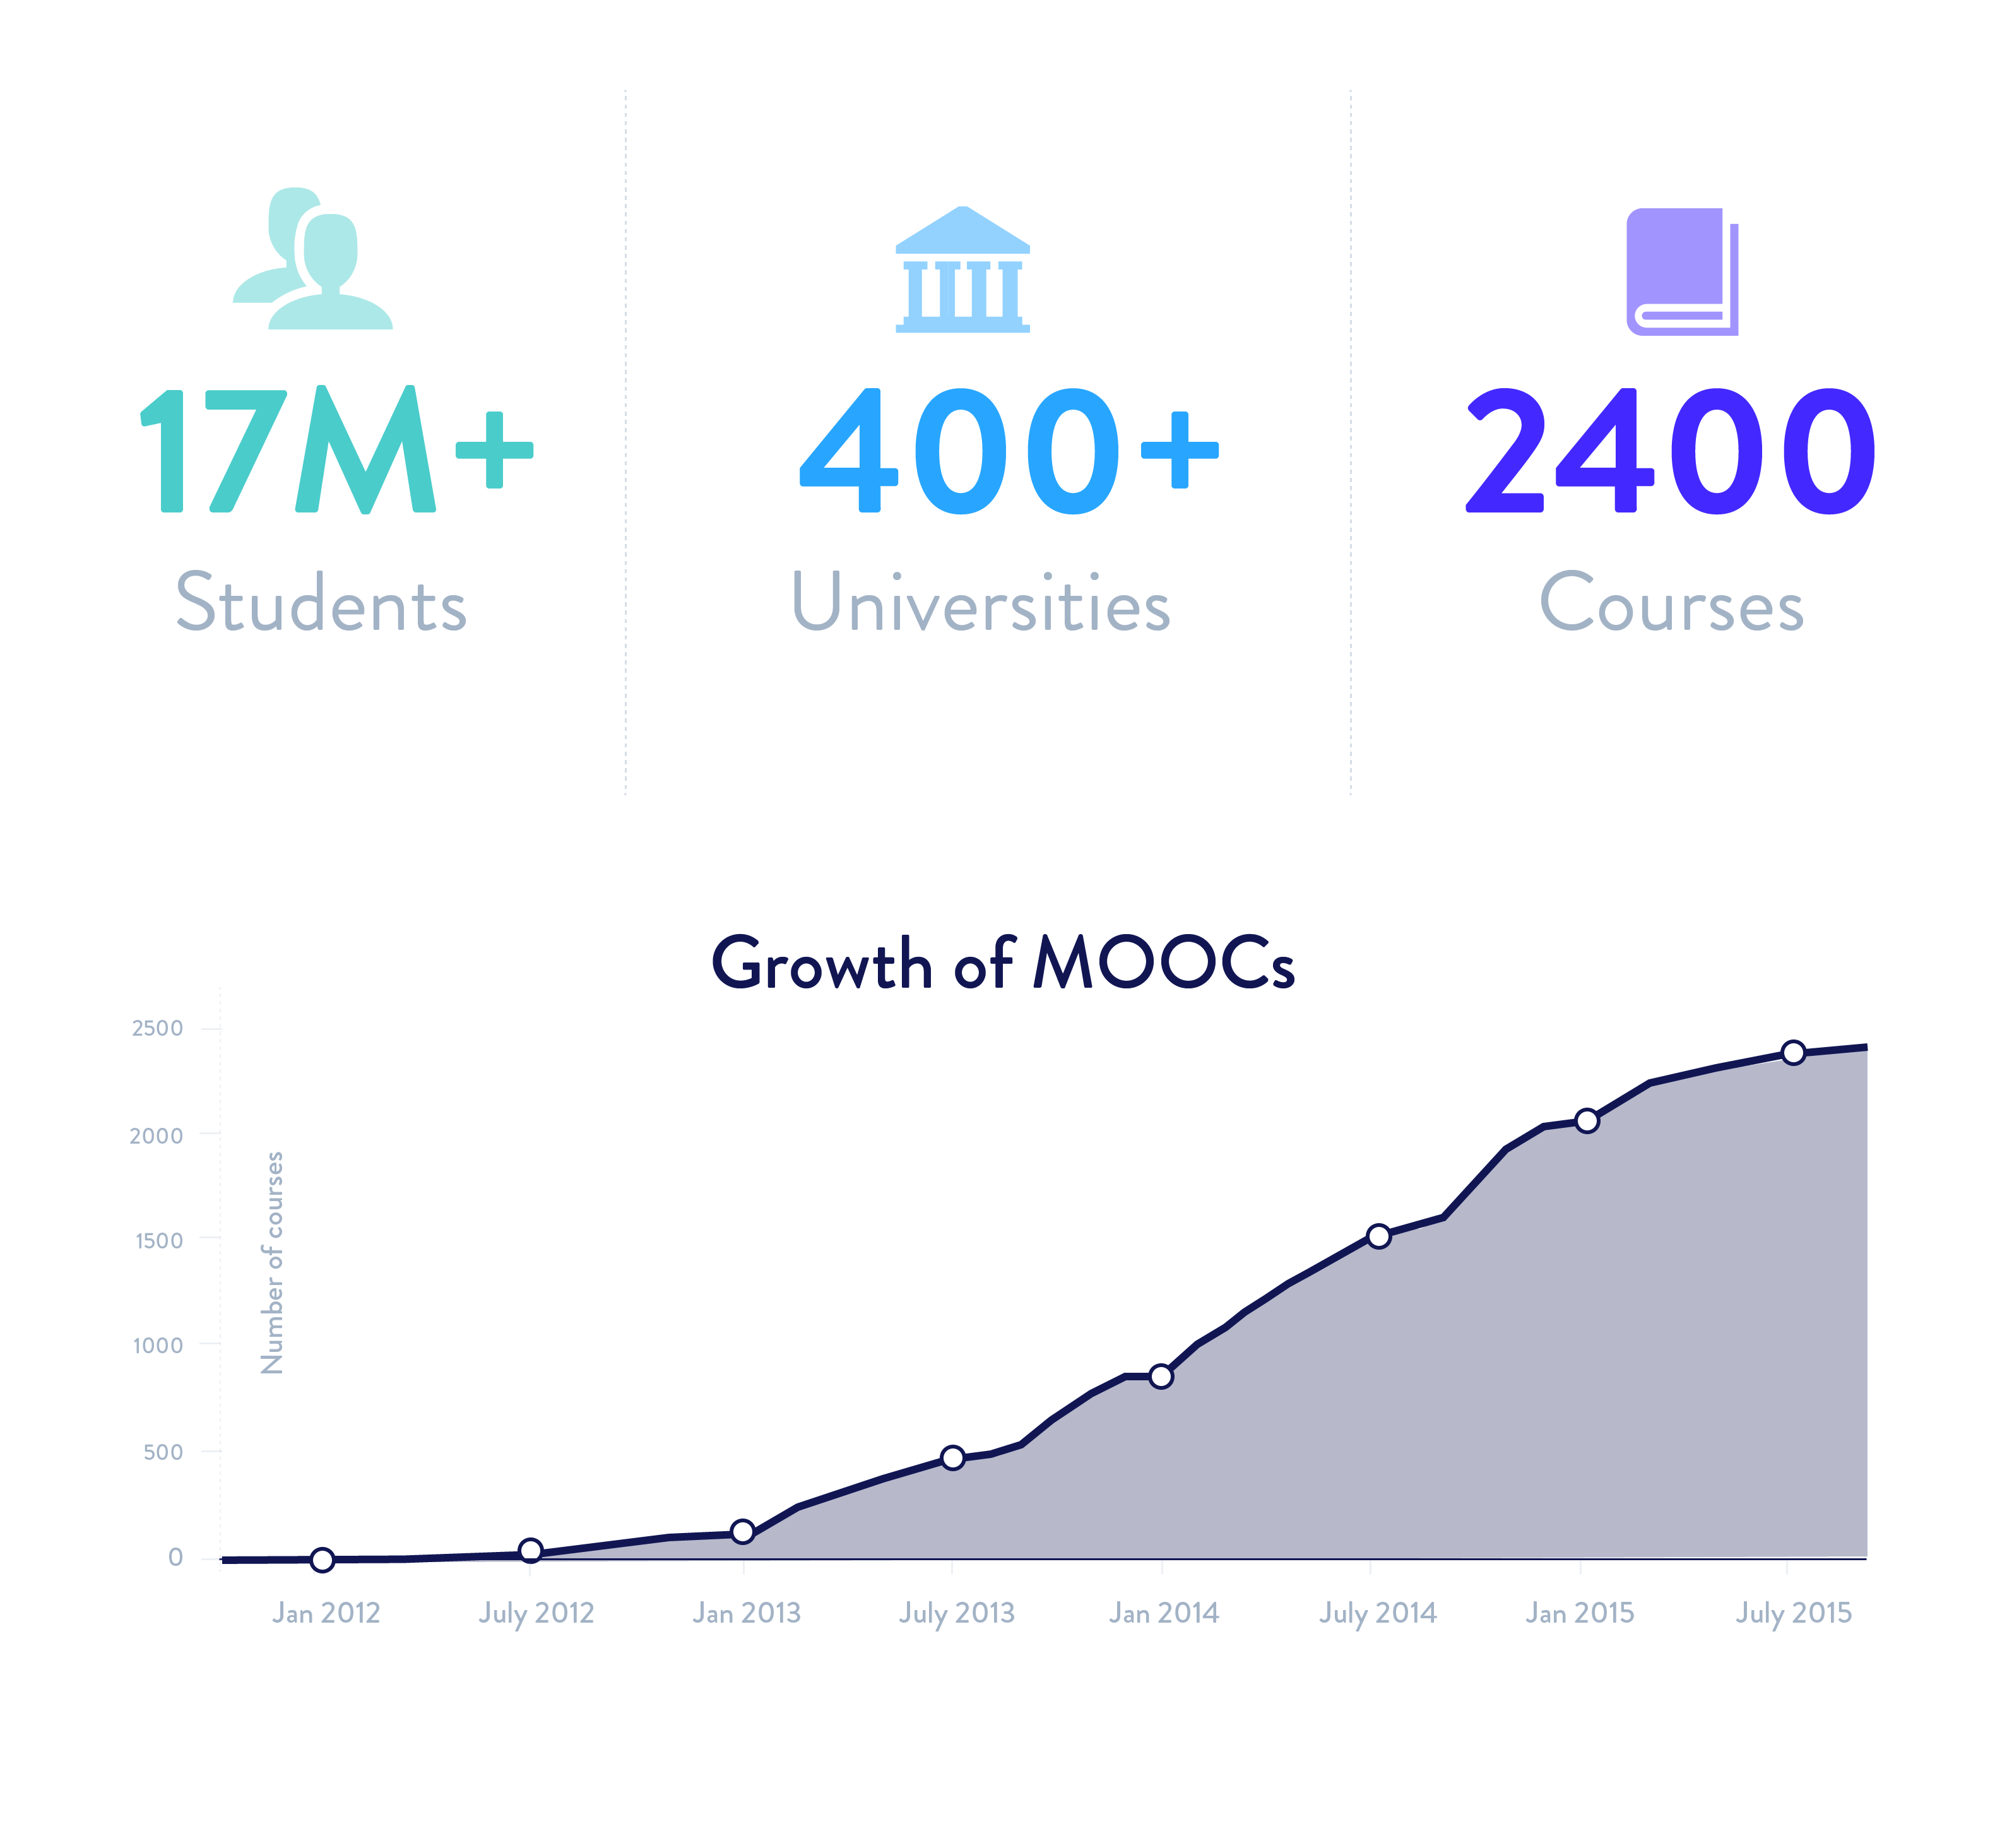 17M+
Students
400+
Universities
2400
Courses
Growth of MOOCs
2500
2000
1500
1000
500
0
Number of courses
Jan 2012
July 2012
Jan 2013
July 2013
Jan 2014
July 2014
Jan 2015
July 2015